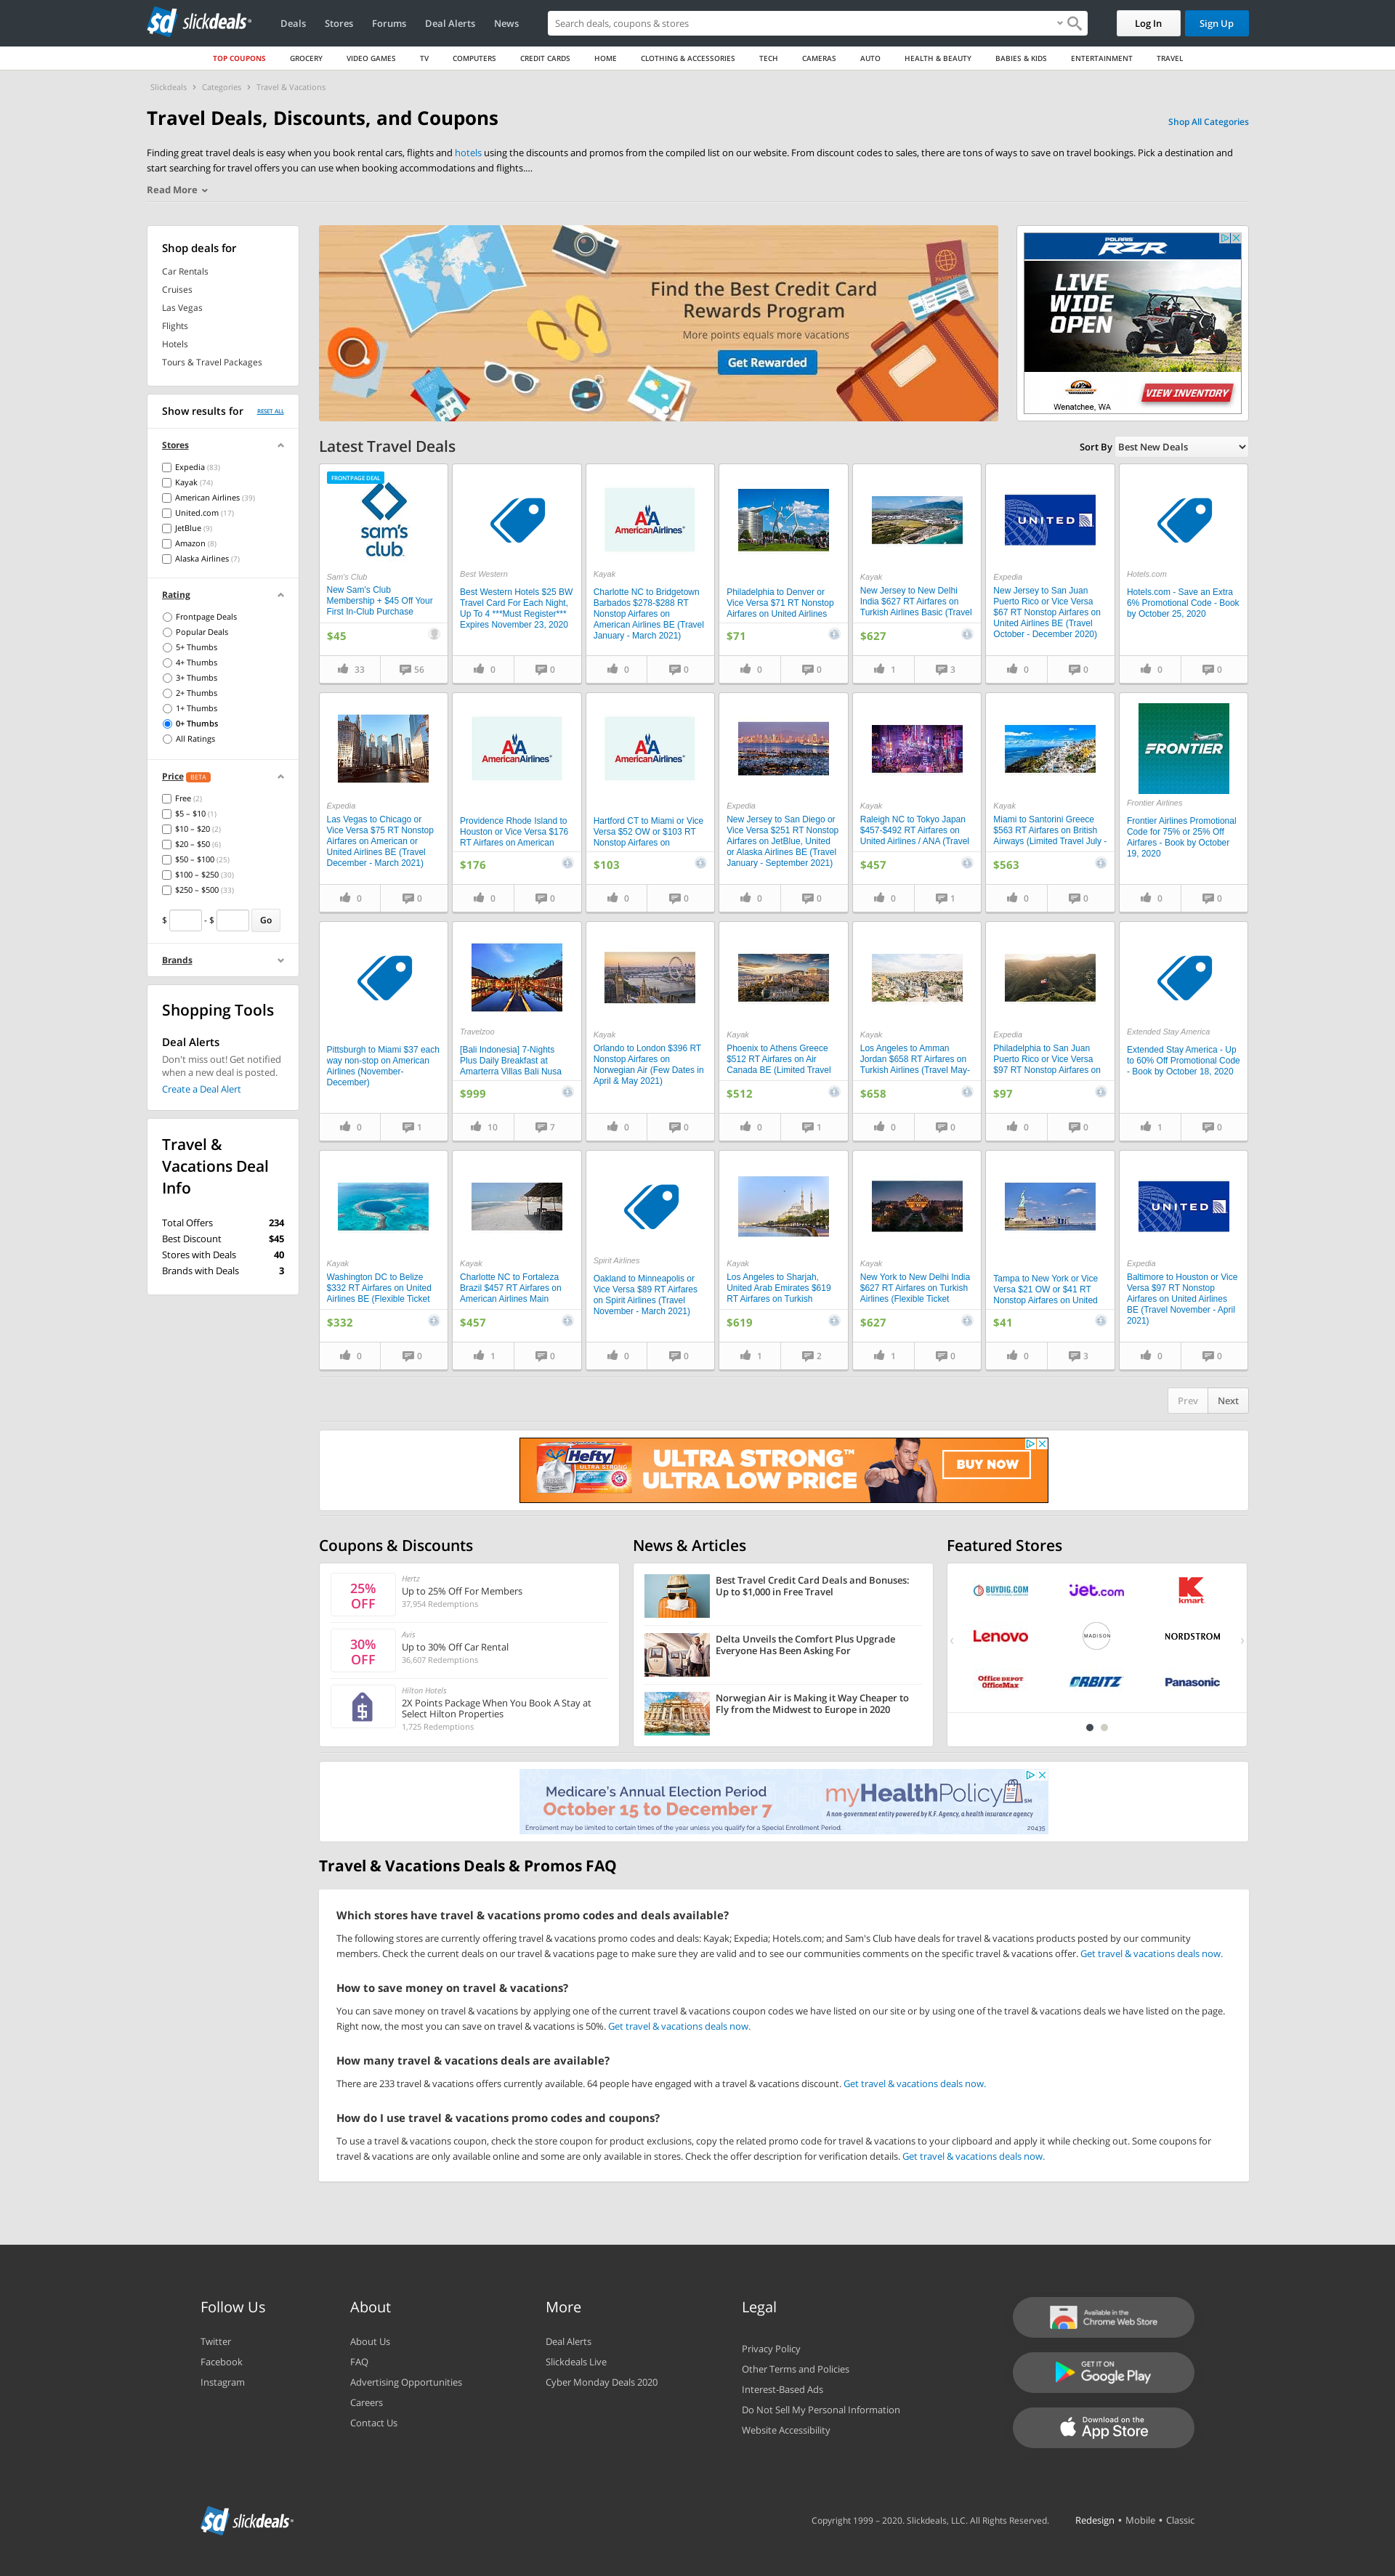 slickdeals
Deals
Stores
Forums
Deal Alerts
News
Search deals, coupons & stores
Log In
Sign Up
TOP COUPONS
GROCERY
VIDEO GAMES
TV
COMPUTERS
CREDIT CARDS
HOME
CLOTHING & ACCESSORIES
TECH
CAMERAS
AUTO
HEALTH & BEAUTY
BABIES & KIDS
ENTERTAINMENT
TRAVEL
Slickdeals › Categories › Travel & Vacations
Travel Deals, Discounts, and Coupons
Shop All Categories
Finding great travel deals is easy when you book rental cars, flights and hotels using the discounts and promos from the compiled list on our website. From discount codes to sales, there are tons of ways to save on travel bookings. Pick a destination and
start searching for travel offers you can use when booking accommodations and flights....
Read More
Shop deals for
Car Rentals
Cruises
Las Vegas
Flights
Hotels
Tours & Travel Packages
Show results for
RESET ALL
Stores
Expedia (83)
Kayak (74)
American Airlines (39)
United.com (17)
JetBlue (9)
Amazon (8)
Alaska Airlines (7)
Rating
Frontpage Deals
Popular Deals
5+ Thumbs
4+ Thumbs
3+ Thumbs
2+ Thumbs
1+ Thumbs
0+ Thumbs
All Ratings
Price BETA
Free (2)
$5 – $10 (1)
$10 – $20 (2)
$20 – $50 (6)
$50 – $100 (25)
$100 – $250 (30)
$250 – $500 (33)
$ - $ Go
Brands
Shopping Tools
Deal Alerts
Don't miss out! Get notified
when a new deal is posted.
Create a Deal Alert
Travel &
Vacations Deal
Info
Total Offers 234
Best Discount $45
Stores with Deals 40
Brands with Deals 3
Find the Best Credit Card
Rewards Program
More points equals more vacations
Get Rewarded
PASSPORT
POLARIS
RZR
LIVE
WIDE
OPEN
VIEW INVENTORY
Wenatchee, WA
Latest Travel Deals
Sort By Best New Deals
FRONTPAGE DEAL
sam's
club
Sam's Club
New Sam's Club
Membership + $45 Off Your
First In-Club Purchase
$45
33
56
Best Western
Best Western Hotels $25 BW
Travel Card For Each Night,
Up To 4 ***Must Register***
Expires November 23, 2020
0
0
AmericanAirlines
Kayak
Charlotte NC to Bridgetown
Barbados $278-$288 RT
Nonstop Airfares on
American Airlines BE (Travel
January - March 2021)
0
0
Philadelphia to Denver or
Vice Versa $71 RT Nonstop
Airfares on United Airlines
$71
0
0
Kayak
New Jersey to New Delhi
India $627 RT Airfares on
Turkish Airlines Basic (Travel
$627
1
3
UNITED
Expedia
New Jersey to San Juan
Puerto Rico or Vice Versa
$67 RT Nonstop Airfares on
United Airlines BE (Travel
October - December 2020)
0
0
Hotels.com
Hotels.com - Save an Extra
6% Promotional Code - Book
by October 25, 2020
0
0
Expedia
Las Vegas to Chicago or
Vice Versa $75 RT Nonstop
Airfares on American or
United Airlines BE (Travel
December - March 2021)
0
0
AmericanAirlines
Providence Rhode Island to
Houston or Vice Versa $176
RT Airfares on American
$176
0
0
AmericanAirlines
Hartford CT to Miami or Vice
Versa $52 OW or $103 RT
Nonstop Airfares on
$103
0
0
Expedia
New Jersey to San Diego or
Vice Versa $251 RT Nonstop
Airfares on JetBlue, United
or Alaska Airlines BE (Travel
January - September 2021)
0
0
Kayak
Raleigh NC to Tokyo Japan
$457-$492 RT Airfares on
United Airlines / ANA (Travel
$457
0
1
Kayak
Miami to Santorini Greece
$563 RT Airfares on British
Airways (Limited Travel July -
$563
0
0
FRONTIER
Frontier Airlines
Frontier Airlines Promotional
Code for 75% or 25% Off
Airfares - Book by October
19, 2020
0
0
Pittsburgh to Miami $37 each
way non-stop on American
Airlines (November-
December)
0
1
Travelzoo
[Bali Indonesia] 7-Nights
Plus Daily Breakfast at
Amarterra Villas Bali Nusa
$999
10
7
Kayak
Orlando to London $396 RT
Nonstop Airfares on
Norwegian Air (Few Dates in
April & May 2021)
0
0
Kayak
Phoenix to Athens Greece
$512 RT Airfares on Air
Canada BE (Limited Travel
$512
0
1
Kayak
Los Angeles to Amman
Jordan $658 RT Airfares on
Turkish Airlines (Travel May-
$658
0
0
Expedia
Philadelphia to San Juan
Puerto Rico or Vice Versa
$97 RT Nonstop Airfares on
$97
0
0
Extended Stay America
Extended Stay America - Up
to 60% Off Promotional Code
- Book by October 18, 2020
1
0
Kayak
Washington DC to Belize
$332 RT Airfares on United
Airlines BE (Flexible Ticket
$332
0
0
Kayak
Charlotte NC to Fortaleza
Brazil $457 RT Airfares on
American Airlines Main
$457
1
0
Spirit Airlines
Oakland to Minneapolis or
Vice Versa $89 RT Airfares
on Spirit Airlines (Travel
November - March 2021)
0
0
Kayak
Los Angeles to Sharjah,
United Arab Emirates $619
RT Airfares on Turkish
$619
1
2
Kayak
New York to New Delhi India
$627 RT Airfares on Turkish
Airlines (Flexible Ticket
$627
1
0
Tampa to New York or Vice
Versa $21 OW or $41 RT
Nonstop Airfares on United
$41
0
3
UNITED
Expedia
Baltimore to Houston or Vice
Versa $97 RT Nonstop
Airfares on United Airlines
BE (Travel November - April
2021)
0
0
Prev
Next
Hefty
ULTRA STRONG
ULTRA STRONG™
ULTRA LOW PRICE
BUY NOW
Coupons & Discounts
25%
OFF
Hertz
Up to 25% Off For Members
37,954 Redemptions
30%
OFF
Avis
Up to 30% Off Car Rental
36,607 Redemptions
Hilton Hotels
2X Points Package When You Book A Stay at
Select Hilton Properties
1,725 Redemptions
News & Articles
Best Travel Credit Card Deals and Bonuses:
Up to $1,000 in Free Travel
Delta Unveils the Comfort Plus Upgrade
Everyone Has Been Asking For
Norwegian Air is Making it Way Cheaper to
Fly from the Midwest to Europe in 2020
Featured Stores
BUYDIG.COM
jet.com
kmart
Lenovo
MADISON
NORDSTROM
Office DEPOT
OfficeMax
ORBITZ
Panasonic
Medicare's Annual Election Period
October 15 to December 7
Enrollment may be limited to certain times of the year unless you qualify for a Special Enrollment Period.
myHealthPolicy SM
A non-government entity powered by K.F. Agency, a health insurance agency
20435
Travel & Vacations Deals & Promos FAQ
Which stores have travel & vacations promo codes and deals available?
The following stores are currently offering travel & vacations promo codes and deals: Kayak; Expedia; Hotels.com; and Sam's Club have deals for travel & vacations products posted by our community
members. Check the current deals on our travel & vacations page to make sure they are valid and to see our communities comments on the specific travel & vacations offer. Get travel & vacations deals now.
How to save money on travel & vacations?
You can save money on travel & vacations by applying one of the current travel & vacations coupon codes we have listed on our site or by using one of the travel & vacations deals we have listed on the page.
Right now, the most you can save on travel & vacations is 50%. Get travel & vacations deals now.
How many travel & vacations deals are available?
There are 233 travel & vacations offers currently available. 64 people have engaged with a travel & vacations discount. Get travel & vacations deals now.
How do I use travel & vacations promo codes and coupons?
To use a travel & vacations coupon, check the store coupon for product exclusions, copy the related promo code for travel & vacations to your clipboard and apply it while checking out. Some coupons for
travel & vacations are only available online and some are only available in stores. Check the offer description for verification details. Get travel & vacations deals now.
Follow Us
Twitter
Facebook
Instagram
About
About Us
FAQ
Advertising Opportunities
Careers
Contact Us
More
Deal Alerts
Slickdeals Live
Cyber Monday Deals 2020
Legal
Privacy Policy
Other Terms and Policies
Interest-Based Ads
Do Not Sell My Personal Information
Website Accessibility
Available in the
Chrome Web Store
GET IT ON
Google Play
Download on the
App Store
slickdeals
Copyright 1999 – 2020. Slickdeals, LLC. All Rights Reserved.
Redesign • Mobile • Classic